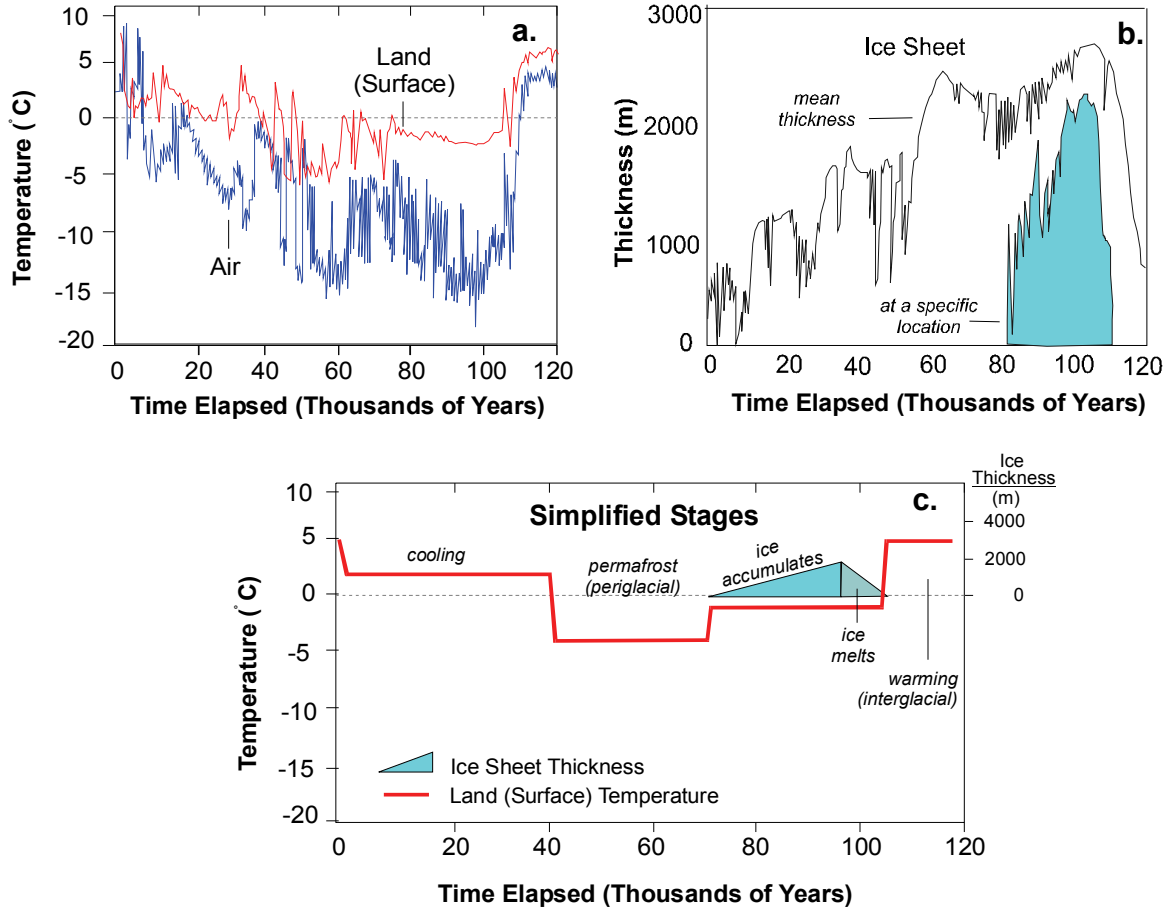 a.
10
5
0
-5
-10
-15
-20
Temperature (°C)
Land
(Surface)
Air
0
20
40
60
80
100
120
Time Elapsed (Thousands of Years)
b.
3000
2000
1000
0
Thickness (m)
Ice Sheet
mean
thickness
at a specific
location
0
20
40
60
80
100
120
Time Elapsed (Thousands of Years)
c.
Simplified Stages
10
5
0
-5
-10
-15
-20
Temperature (°C)
Ice
Thickness
(m)
4000
2000
0
cooling
permafrost
(periglacial)
ice
accumulates
ice
melts
warming
(interglacial)
Ice Sheet Thickness
Land (Surface) Temperature
0
20
40
60
80
100
120
Time Elapsed (Thousands of Years)